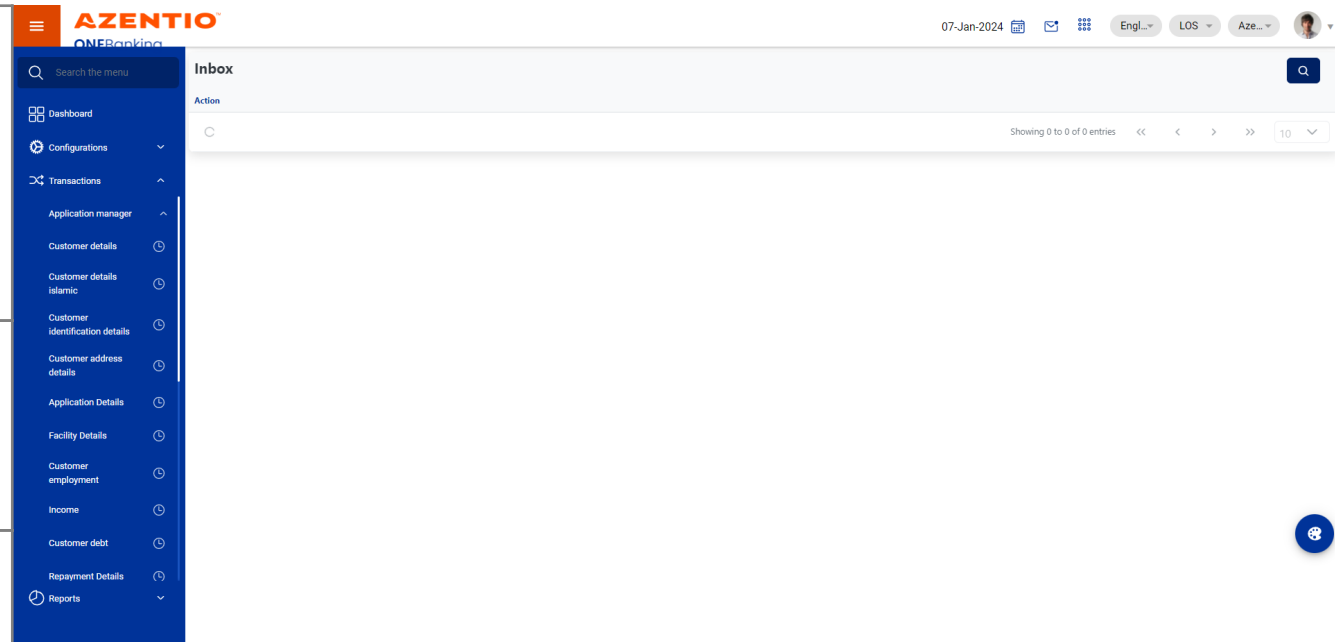 AZENTIO
ONEBanking
07-Jan-2024
Engl...
LOS
Aze...
Search the menu
Inbox
Action
Showing 0 to 0 of 0 entries
10
Dashboard
Configurations
Transactions
Application manager
Customer details
Customer details
islamic
Customer
identification details
Customer address
details
Application Details
Facility Details
Customer
employment
Income
Customer debt
Repayment Details
Reports